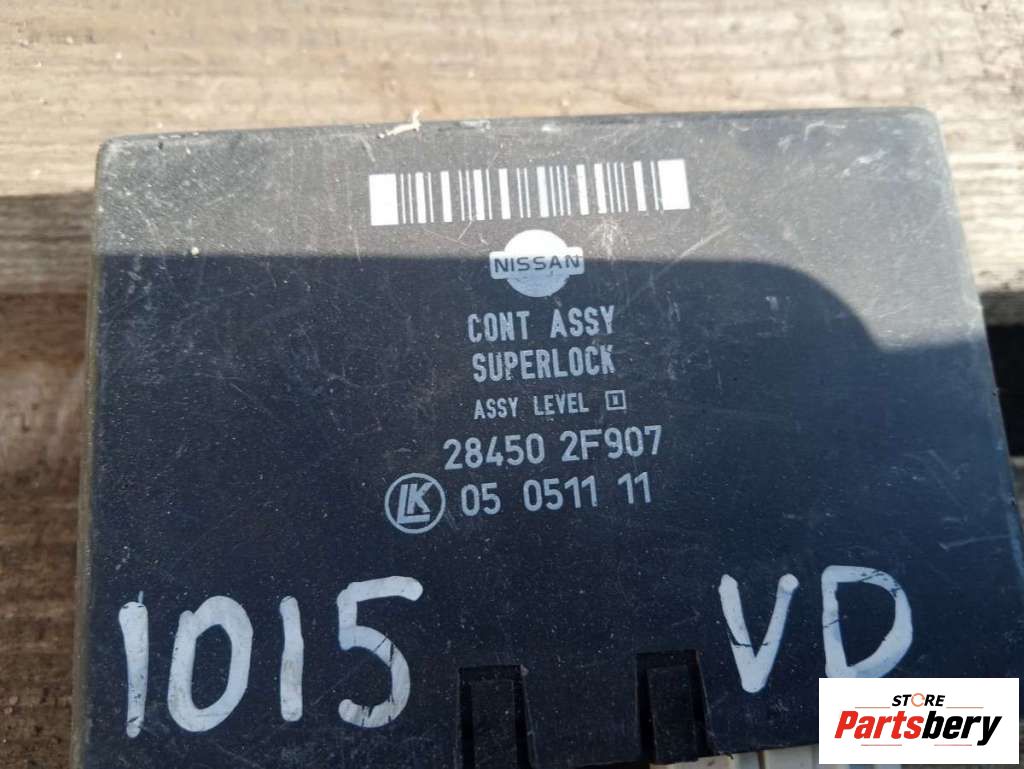 NISSAN
CONT ASSY
SUPERLOCK
ASSY LEVEL N
28450 2F907
LK 05 0511 11
1015 VD
STORE
Partsbery